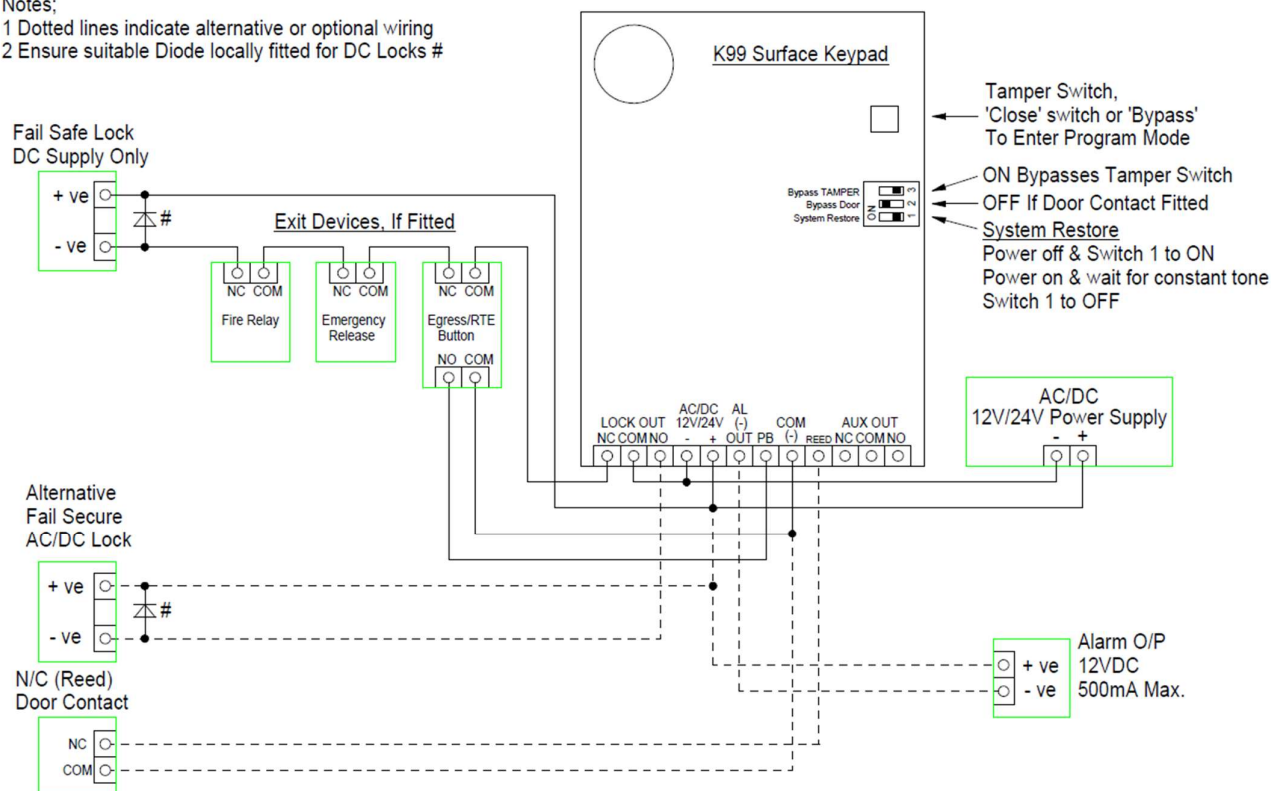 Notes;
1 Dotted lines indicate alternative or optional wiring
2 Ensure suitable Diode locally fitted for DC Locks #
K99 Surface Keypad
Tamper Switch,
'Close' switch or 'Bypass'
To Enter Program Mode
Fail Safe Lock
DC Supply Only
+ ve
- ve
#
Exit Devices, If Fitted
NC COM
Fire Relay
NC COM
Emergency
Release
NC COM
Egress/RTE
Button
NO COM
Bypass TAMPER
Bypass Door
System Restore
ON
3
2
1
ON Bypasses Tamper Switch
OFF If Door Contact Fitted
System Restore
Power off & Switch 1 to ON
Power on & wait for constant tone
Switch 1 to OFF
LOCK OUT
NC COM NO
AC/DC
12V/24V
- +
AL
(-)
OUT
PB
COM
(-)
REED
AUX OUT
NC COM NO
AC/DC
12V/24V Power Supply
- +
Alternative
Fail Secure
AC/DC Lock
+ ve
- ve
#
N/C (Reed)
Door Contact
NC
COM
Alarm O/P
12VDC
500mA Max.
+ ve
- ve